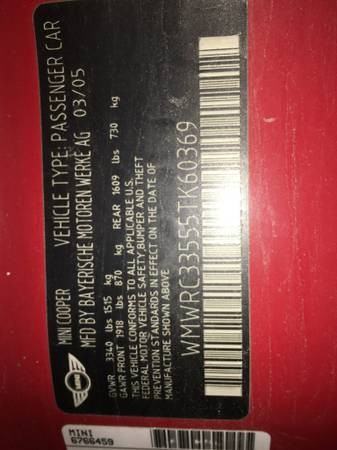 MINI COOPER    VEHICLE TYPE: PASSENGER CAR
MFD BY BAYERISCHE MOTOREN WERKE AG    03/05
GVWR    3340 lbs 1515 kg
GAWR FRONT 1918 lbs 870 kg    REAR 1609 lbs 730 kg
THIS VEHICLE CONFORMS TO ALL APPLICABLE U.S.
FEDERAL MOTOR VEHICLE SAFETY,BUMPER AND THEFT
PREVENTION STANDARDS IN EFFECT ON THE DATE OF
MANUFACTURE SHOWN ABOVE.
WMWRC33555TK60369
MINI
6766459